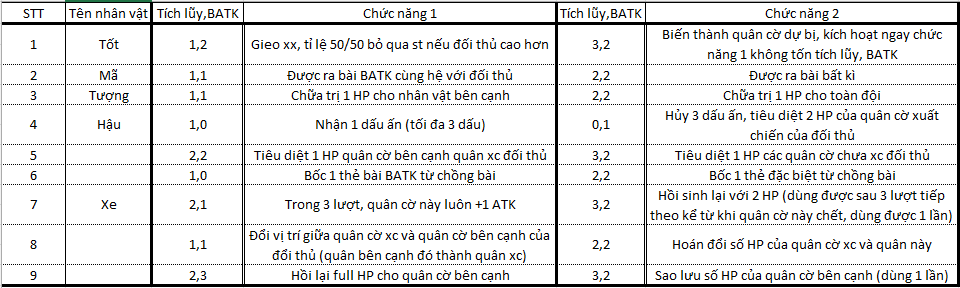 STT Tên nhân vật Tích lũy,BATK Chức năng 1 Tích lũy,BATK Chức năng 2
1 Tốt 1,2 Gieo xx, tỉ lệ 50/50 bỏ qua st nếu đối thủ cao hơn 3,2 Biến thành quân cờ dự bị, kích hoạt ngay chức
năng 1 không tốn tích lũy, BATK
2 Mã 1,1 Được ra bài BATK cùng hệ với đối thủ 2,2 Được ra bài bất kì
3 Tượng 1,1 Chữa trị 1 HP cho nhân vật bên cạnh 2,2 Chữa trị 1 HP cho toàn đội
4 Hậu 1,0 Nhận 1 dấu ấn (tối đa 3 dấu) 0,1 Hủy 3 dấu ấn, tiêu diệt 2 HP của quân cờ xuất
chiến của đối thủ
5 2,2 Tiêu diệt 1 HP quân cờ bên cạnh quân xc đối thủ 3,2 Tiêu diệt 1 HP các quân cờ chưa xc đối thủ
6 1,0 Bốc 1 thẻ bài BATK từ chồng bài 2,2 Bốc 1 thẻ đặc biệt từ chồng bài
7 Xe 2,1 Trong 3 lượt, quân cờ này luôn +1 ATK 3,2 Hồi sinh lại với 2 HP (dùng được sau 3 lượt tiếp
theo kể từ khi quân cờ này chết, dùng được 1 lần)
8 1,1 Đổi vị trí giữa quân cờ xc và quân cờ bên cạnh của
đổi thủ (quân bên cạnh đó thành quân xc) 2,2 Hoán đổi số HP của quân cờ xc và quân này
9 2,3 Hồi lại full HP cho quân cờ bên cạnh 3,2 Sao lưu số HP của quân cờ bên cạnh (dùng 1 lần)